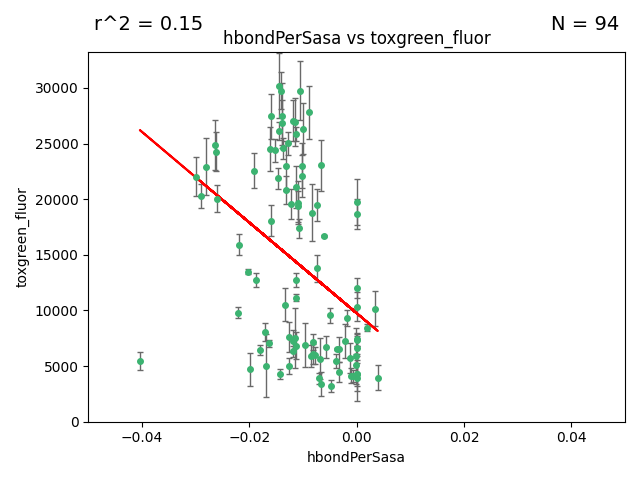 r^2 = 0.15
N = 94
hbondPerSasa vs toxgreen_fluor
30000
25000
20000
15000
10000
5000
0
toxgreen_fluor
−0.04
−0.02
0.00
0.02
0.04
hbondPerSasa